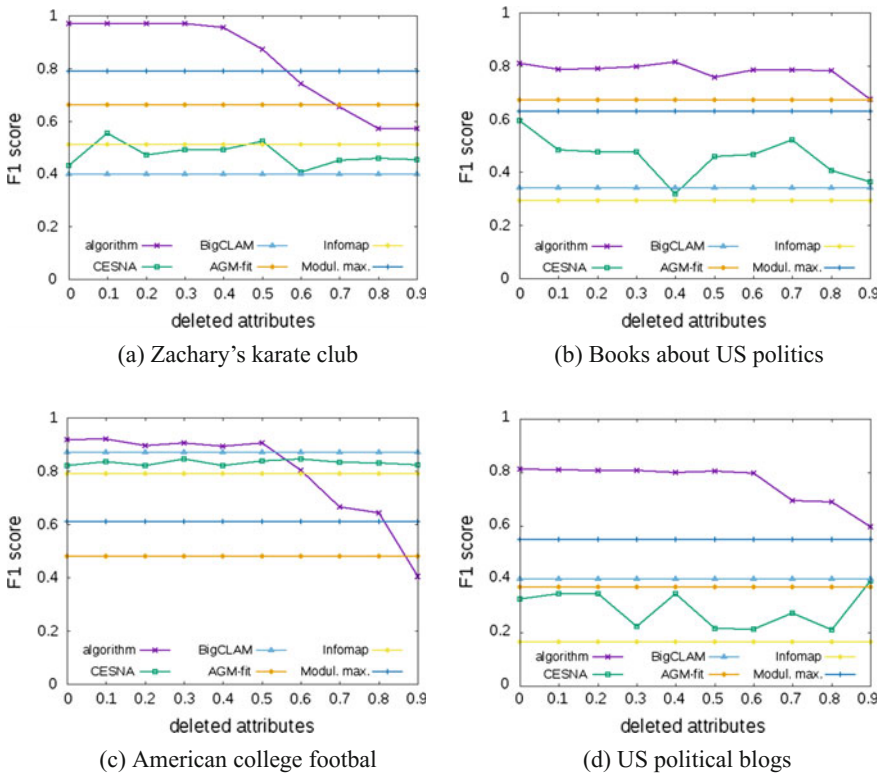 1
0.8
0.6
0.4
0.2
0
F1 score
algorithm BigCLAM Infomap
CESNA AGM-fit Modul. max.
0 0.1 0.2 0.3 0.4 0.5 0.6 0.7 0.8 0.9
deleted attributes
(a) Zachary's karate club
1
0.8
0.6
0.4
0.2
0
F1 score
algorithm BigCLAM Infomap
CESNA AGM-fit Modul. max.
0 0.1 0.2 0.3 0.4 0.5 0.6 0.7 0.8 0.9
deleted attributes
(b) Books about US politics
1
0.8
0.6
0.4
0.2
0
F1 score
algorithm BigCLAM Infomap
CESNA AGM-fit Modul. max.
0 0.1 0.2 0.3 0.4 0.5 0.6 0.7 0.8 0.9
deleted attributes
(c) American college footbal
1
0.8
0.6
0.4
0.2
0
F1 score
algorithm BigCLAM Infomap
CESNA AGM-fit Modul. max.
0 0.1 0.2 0.3 0.4 0.5 0.6 0.7 0.8 0.9
deleted attributes
(d) US political blogs